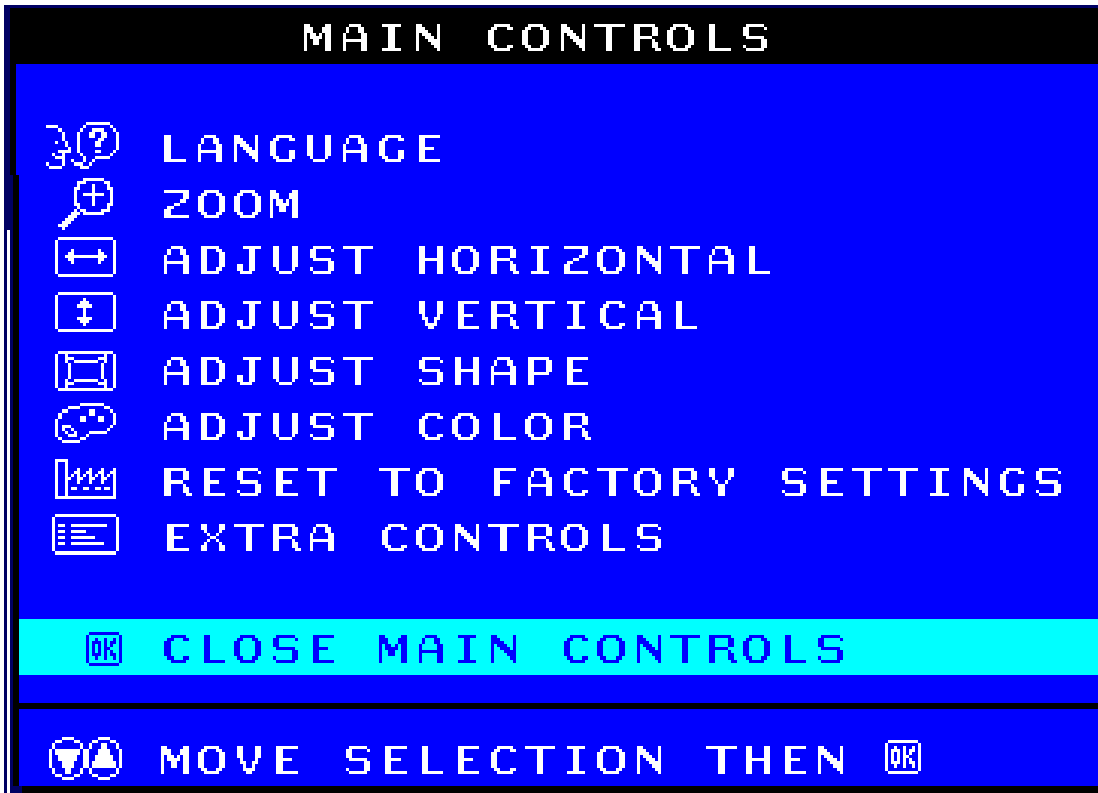 MAIN CONTROLS
LANGUAGE
ZOOM
ADJUST HORIZONTAL
ADJUST VERTICAL
ADJUST SHAPE
ADJUST COLOR
RESET TO FACTORY SETTINGS
EXTRA CONTROLS
OK CLOSE MAIN CONTROLS
MOVE SELECTION THEN OK